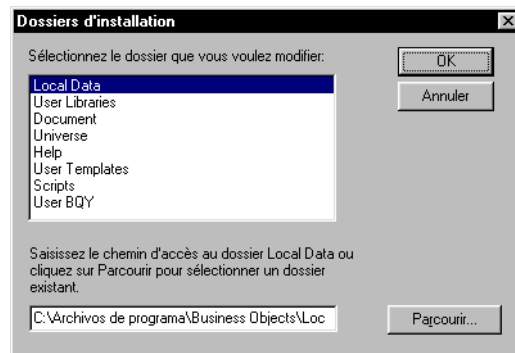 Dossiers d'installation
Sélectionnez le dossier que vous voulez modifier:
OK
Annuler
Local Data
User Libraries
Document
Universe
Help
User Templates
Scripts
User BQY
Saisissez le chemin d'accès au dossier Local Data ou
cliquez sur Parcourir pour sélectionner un dossier
existant.
C:\Archivos de programa\Business Objects\Loc
Parcourir...